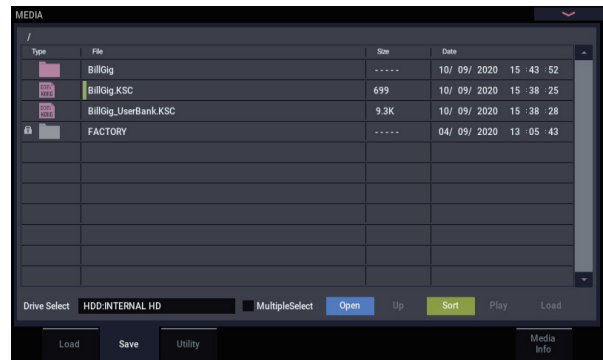 MEDIA
/
Type File Size Date
BillGig ----- 10/ 09/ 2020 15 :43 :52
BillGig.KSC 699 10/ 09/ 2020 15 :38 :25
BillGig_UserBank.KSC 9.3K 10/ 09/ 2020 15 :38 :28
FACTORY ----- 04/ 09/ 2020 13 :05 :43
Drive Select HDD:INTERNAL HD MultipleSelect Open Up Sort Play Load
Load Save Utility Media Info